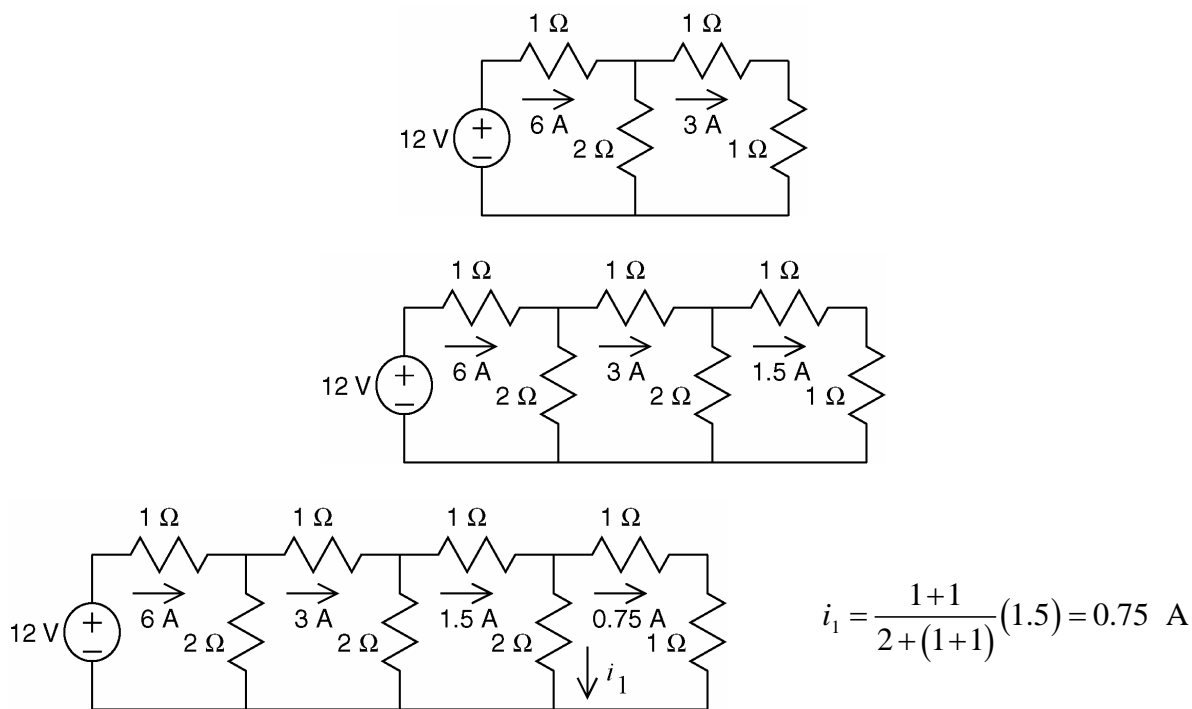 1 Ω 1 Ω
6 A 3 A
12 V + − 2 Ω 1 Ω
1 Ω 1 Ω 1 Ω
6 A 3 A 1.5 A
12 V + − 2 Ω 2 Ω 1 Ω
1 Ω 1 Ω 1 Ω 1 Ω
6 A 3 A 1.5 A 0.75 A
12 V + − 2 Ω 2 Ω 2 Ω 1 Ω
i₁
i₁ = (1+1)/(2+(1+1)) (1.5) = 0.75 A